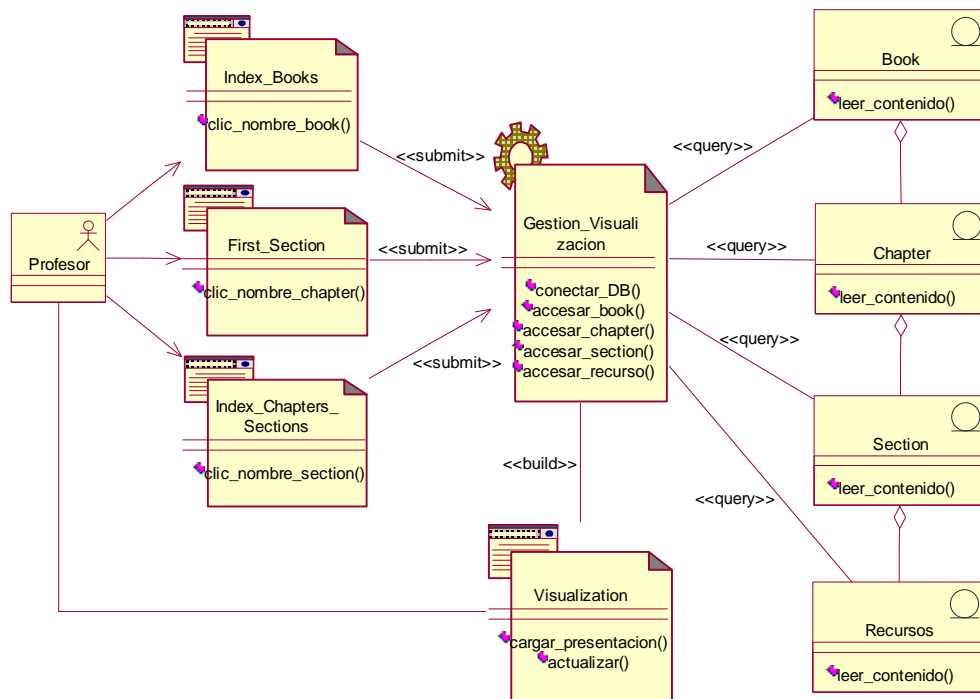 Index_Books
clic_nombre_book()
<<submit>>
Profesor
First_Section
clic_nombre_chapter()
<<submit>>
Index_Chapters_
Sections
clic_nombre_section()
<<submit>>
Gestion_Visuali
zacion
conectar_DB()
accesar_book()
accesar_chapter()
accesar_section()
accesar_recurso()
<<build>>
Visualization
cargar_presentacion()
actualizar()
<<query>>
<<query>>
<<query>>
<<query>>
Book
leer_contenido()
Chapter
leer_contenido()
Section
leer_contenido()
Recursos
leer_contenido()